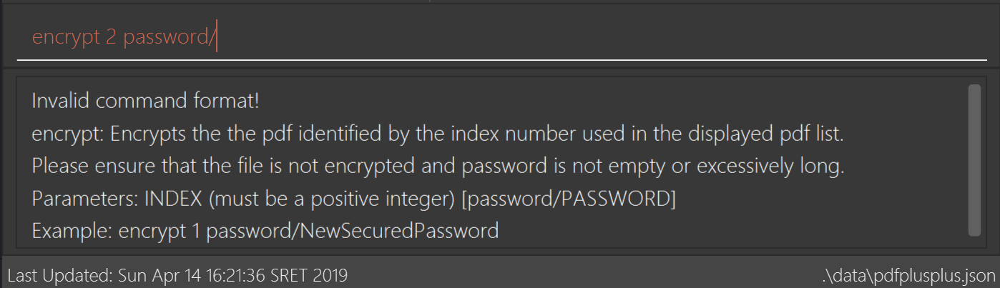 encrypt 2 password/
Invalid command format!
encrypt: Encrypts the the pdf identified by the index number used in the displayed pdf list.
Please ensure that the file is not encrypted and password is not empty or excessively long.
Parameters: INDEX (must be a positive integer) [password/PASSWORD]
Example: encrypt 1 password/NewSecuredPassword
Last Updated: Sun Apr 14 16:21:36 SRET 2019
.\data\pdfplusplus.json